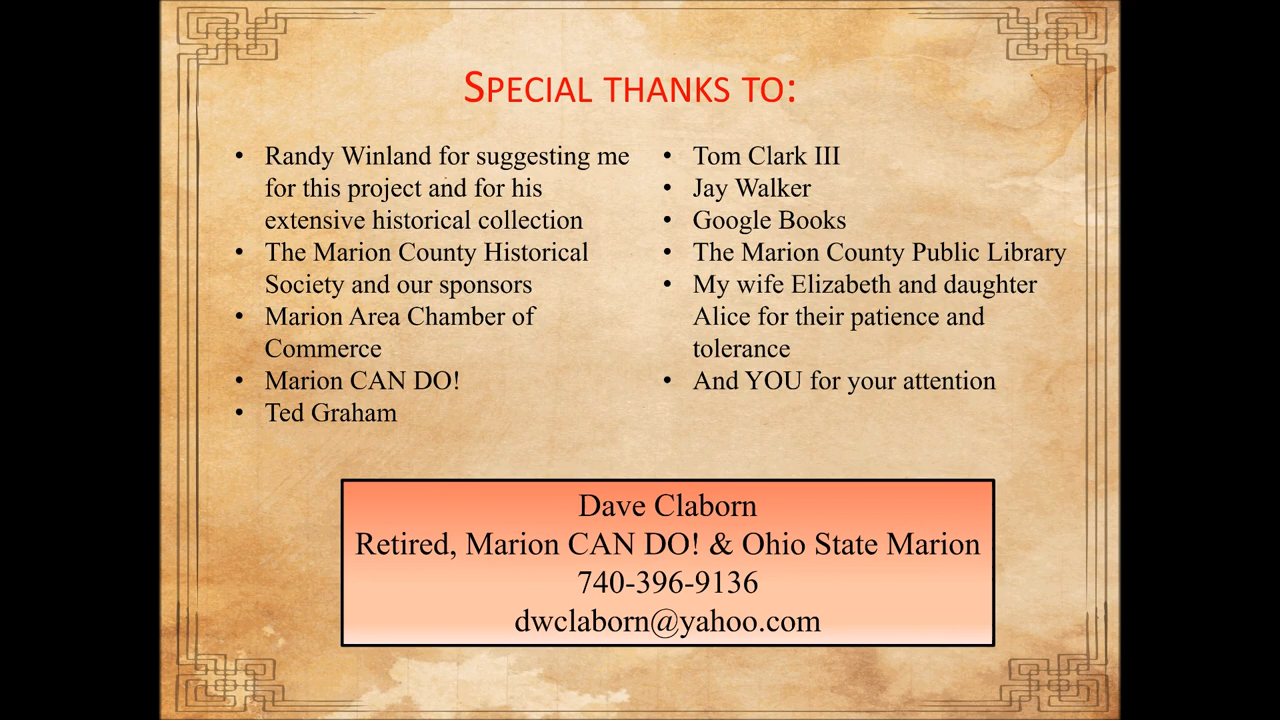 SPECIAL THANKS TO:
• Randy Winland for suggesting me
for this project and for his
extensive historical collection
• The Marion County Historical
Society and our sponsors
• Marion Area Chamber of
Commerce
• Marion CAN DO!
• Ted Graham
• Tom Clark III
• Jay Walker
• Google Books
• The Marion County Public Library
• My wife Elizabeth and daughter
Alice for their patience and
tolerance
• And YOU for your attention
Dave Claborn
Retired, Marion CAN DO! & Ohio State Marion
740-396-9136
dwclaborn@yahoo.com